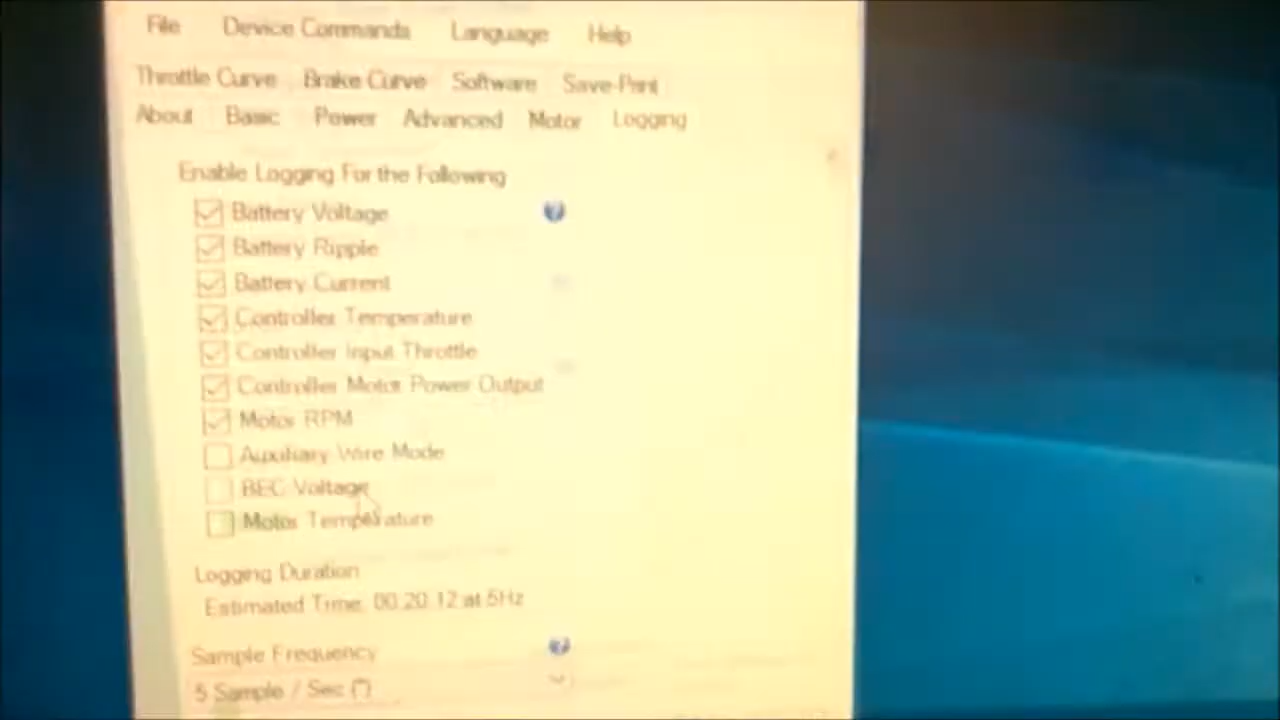 File Device Commands Language Help
Throttle Curve Brake Curve Software Save-Print
About Basic Power Advanced Motor Logging
Enable Logging For the Following
Battery Voltage
Battery Ripple
Battery Current
Controller Temperature
Controller Input Throttle
Controller Motor Power Output
Motor RPM
Auxiliary Wire Mode
BEC Voltage
Motor Temperature
Logging Duration
Estimated Time: 00:20:12 at 5Hz
Sample Frequency
5 Sample / Sec (*)